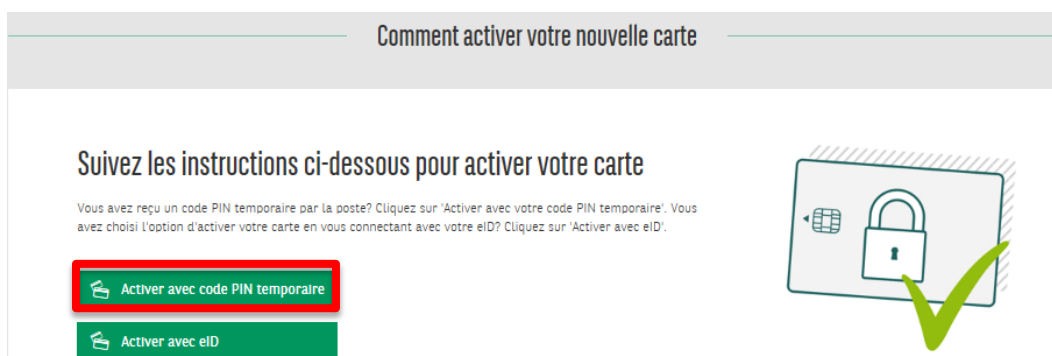 Comment activer votre nouvelle carte
Suivez les instructions ci-dessous pour activer votre carte
Vous avez reçu un code PIN temporaire par la poste? Cliquez sur 'Activer avec votre code PIN temporaire'. Vous
avez choisi l'option d'activer votre carte en vous connectant avec votre eID? Cliquez sur 'Activer avec eID'.
Activer avec code PIN temporaire
Activer avec eID